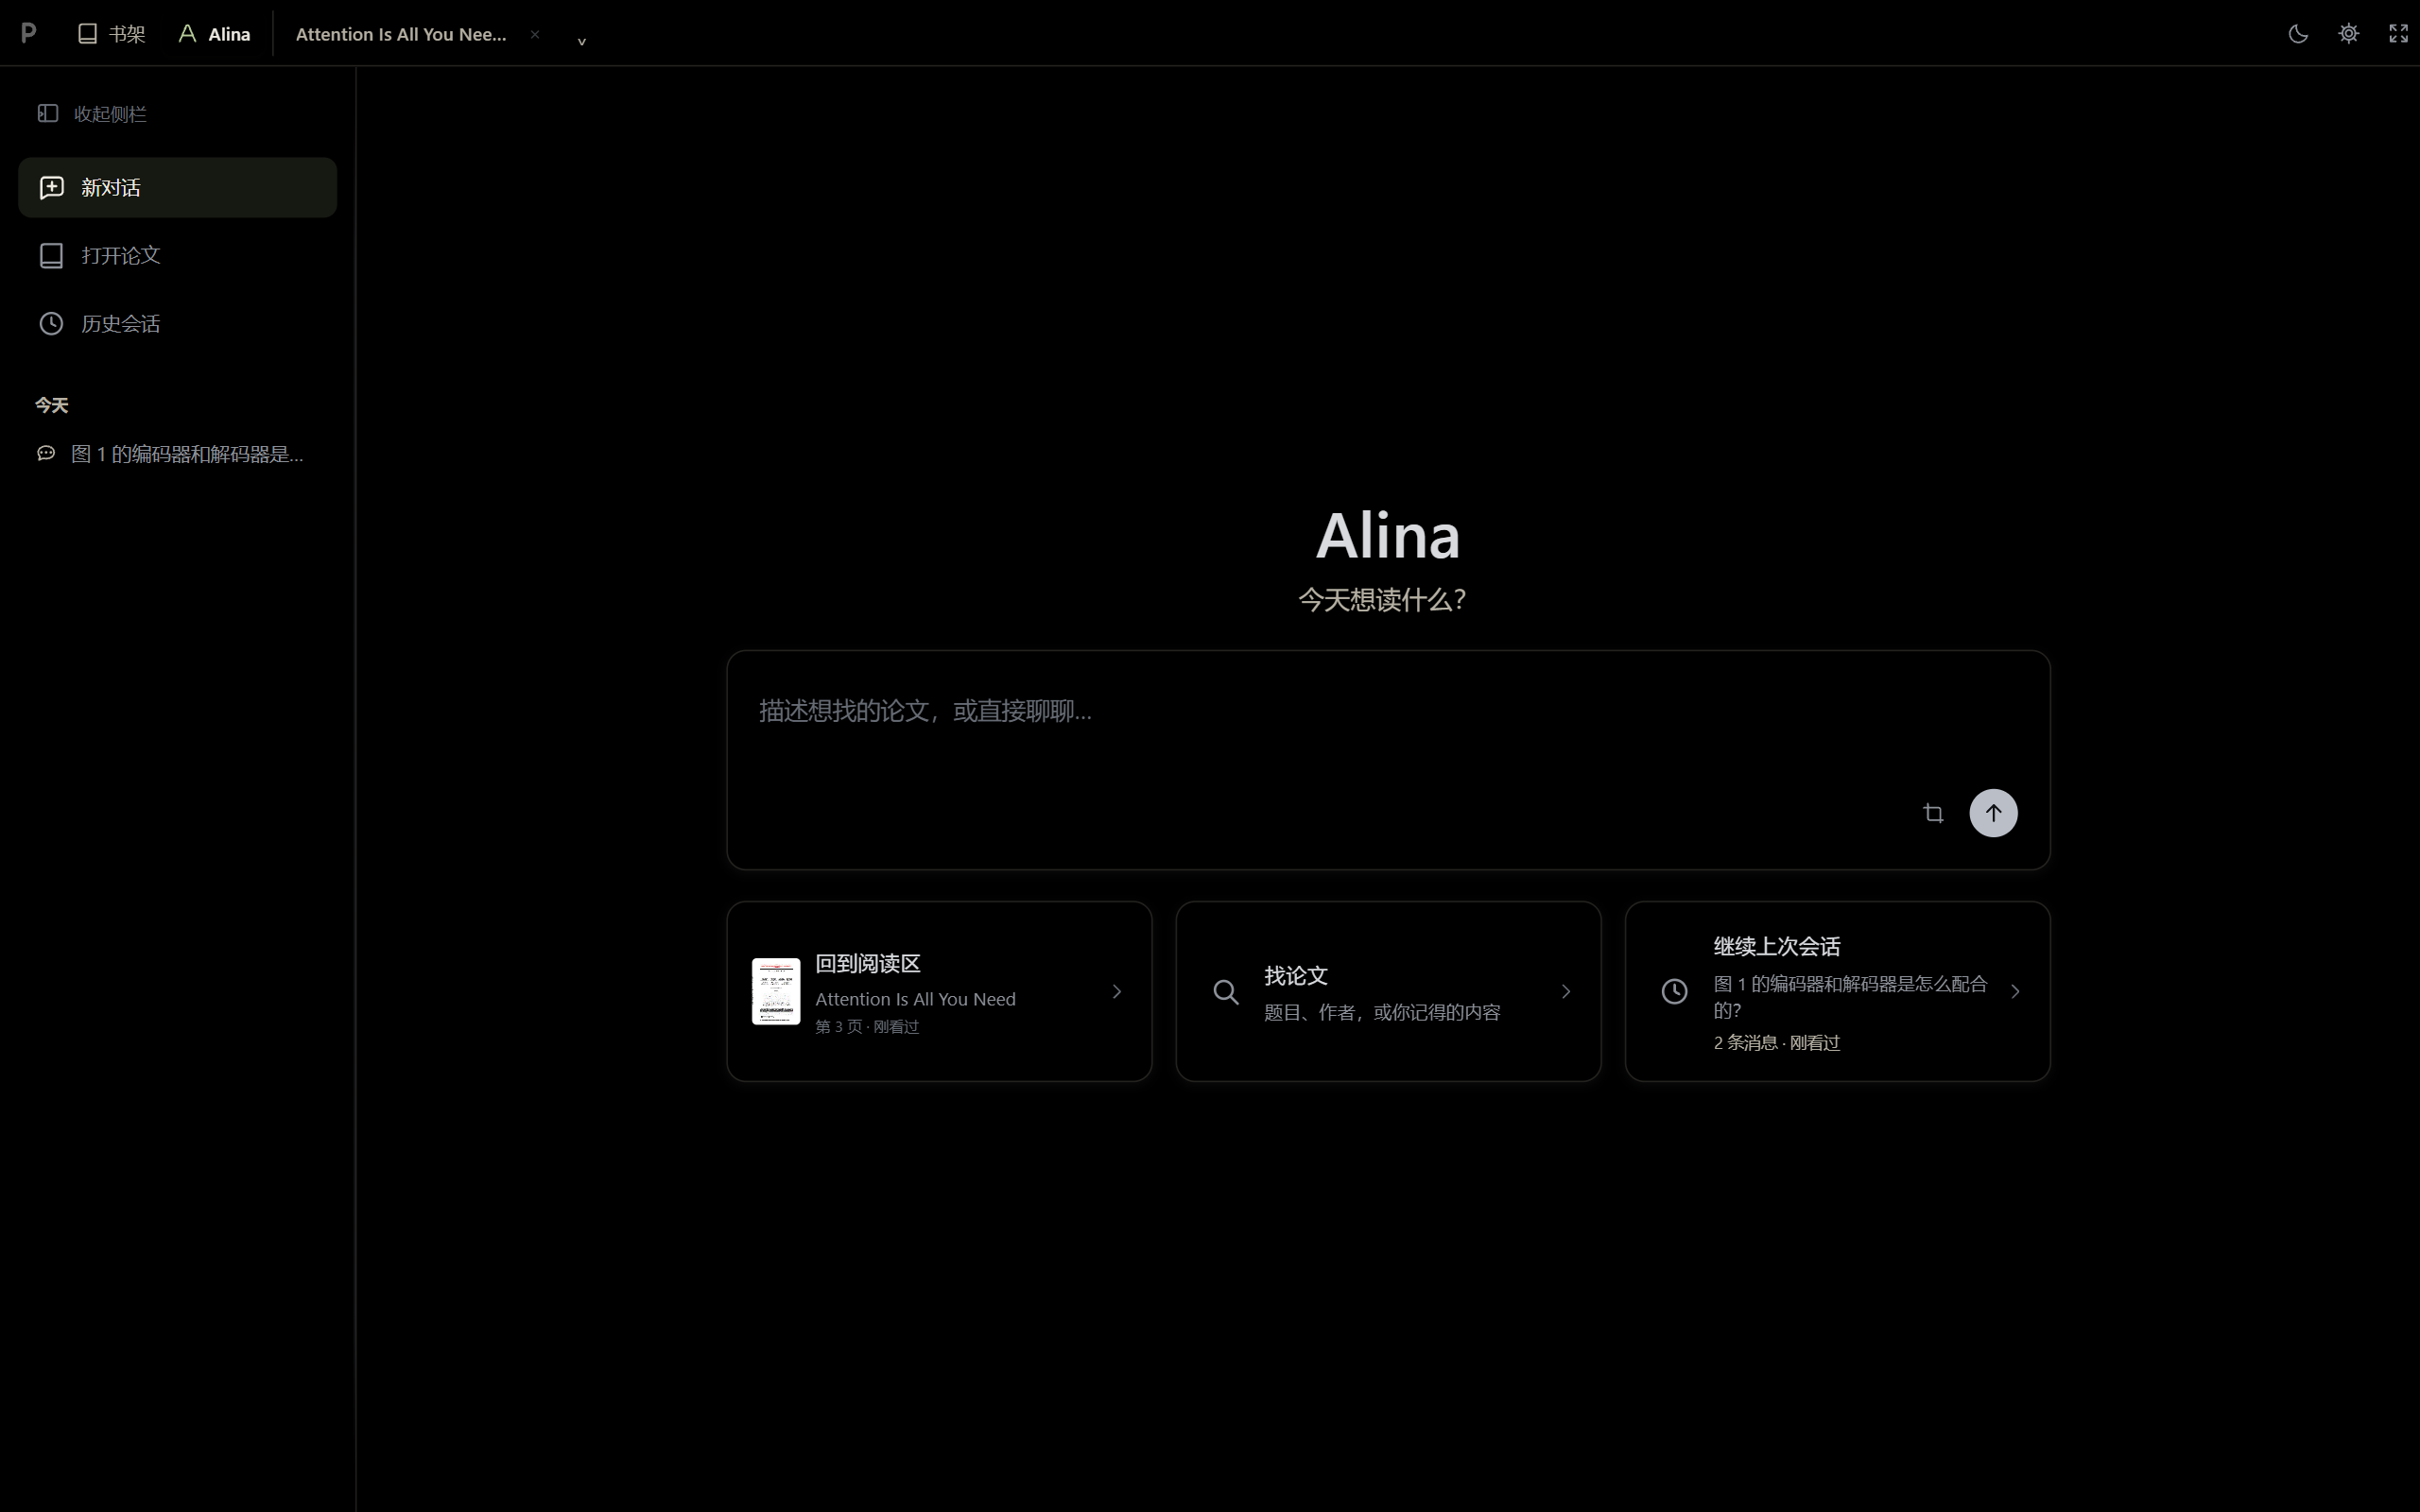 P
书架
Alina
Attention Is All You Nee...
收起侧栏
新对话
打开论文
历史会话
今天
图 1 的编码器和解码器是...
Alina
今天想读什么?
描述想找的论文，或直接聊聊...
回到阅读区
Attention Is All You Need
第 3 页 · 刚看过
找论文
题目、作者，或你记得的内容
继续上次会话
图 1 的编码器和解码器是怎么配合
的?
2 条消息 · 刚看过